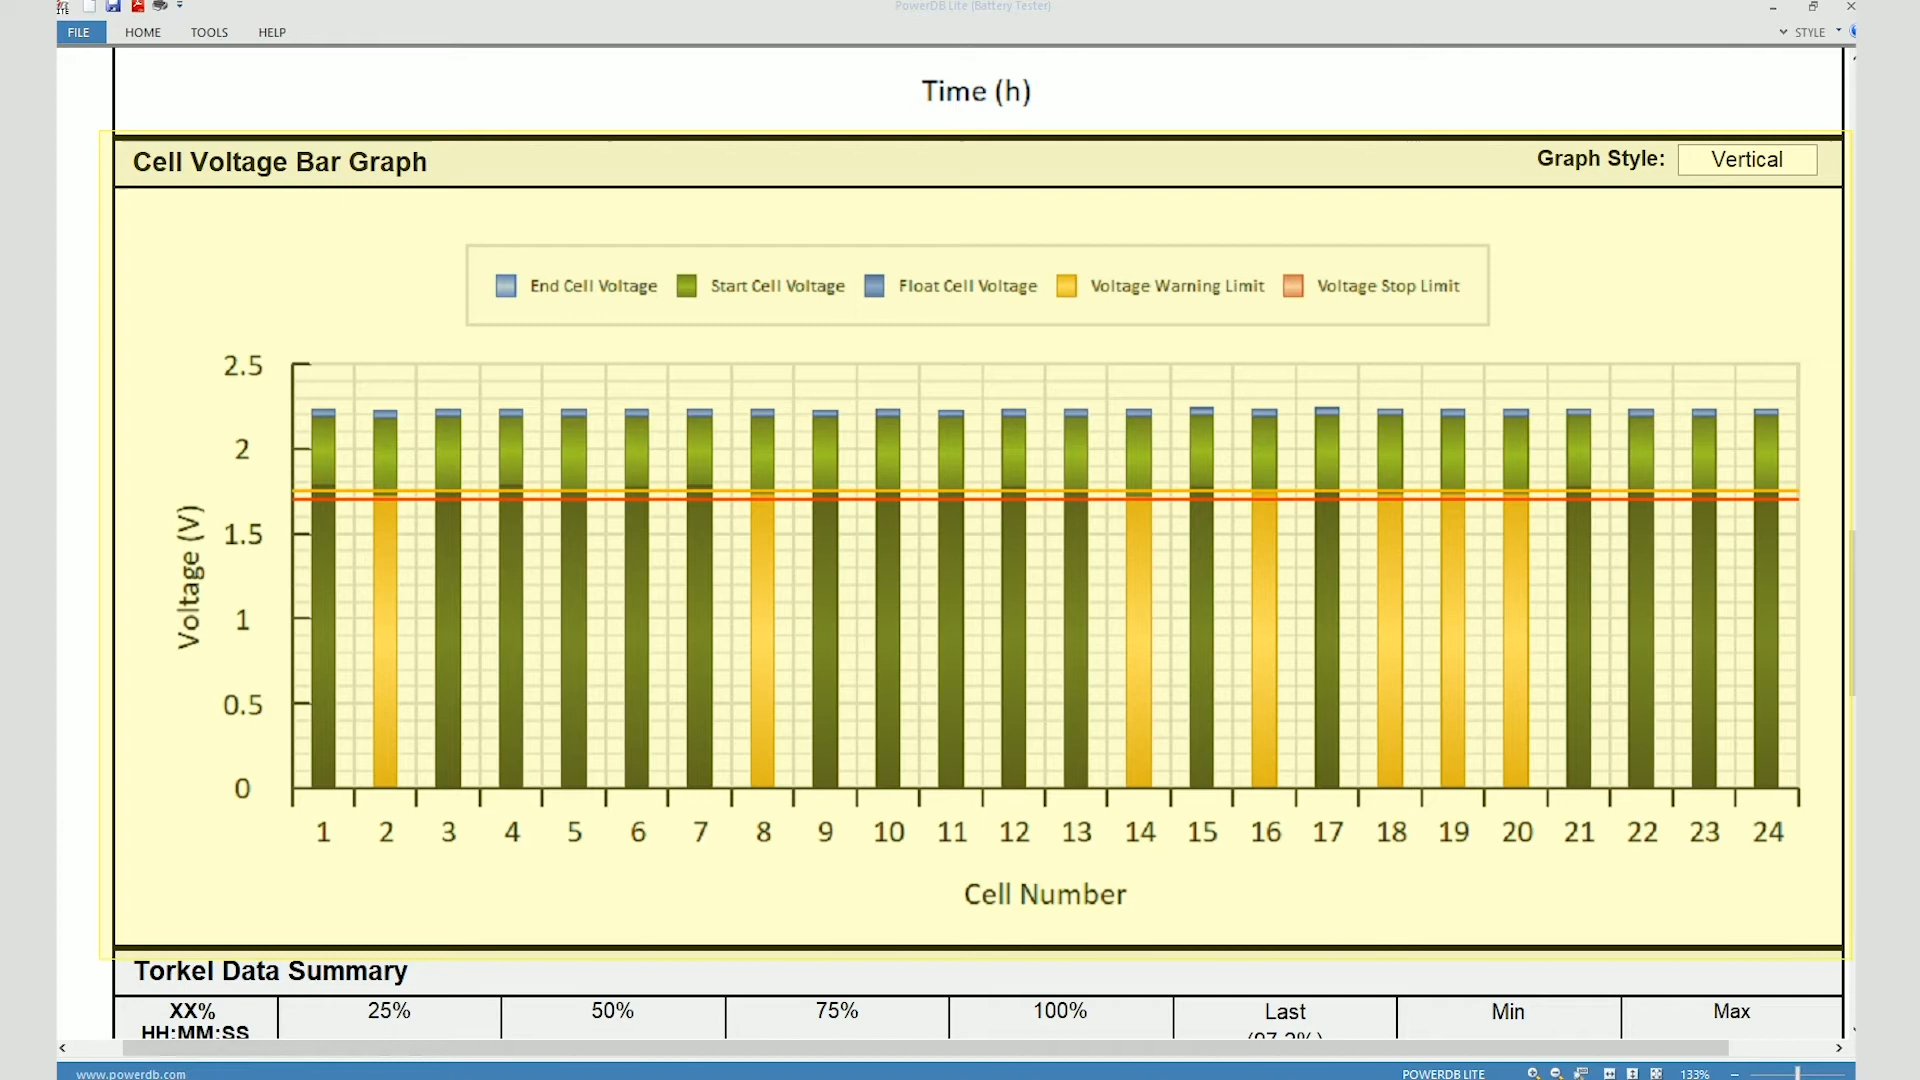 PowerDB Lite (Battery Tester)
FILE HOME TOOLS HELP STYLE
Time (h)
Cell Voltage Bar Graph
Graph Style: Vertical
End Cell Voltage Start Cell Voltage Float Cell Voltage Voltage Warning Limit Voltage Stop Limit
2.5
2
1.5
1
0.5
0
Voltage (V)
1 2 3 4 5 6 7 8 9 10 11 12 13 14 15 16 17 18 19 20 21 22 23 24
Cell Number
Torkel Data Summary
XX% 25% 50% 75% 100% Last Min Max
HH:MM:SS
www.powerdb.com POWERDB LITE 133%